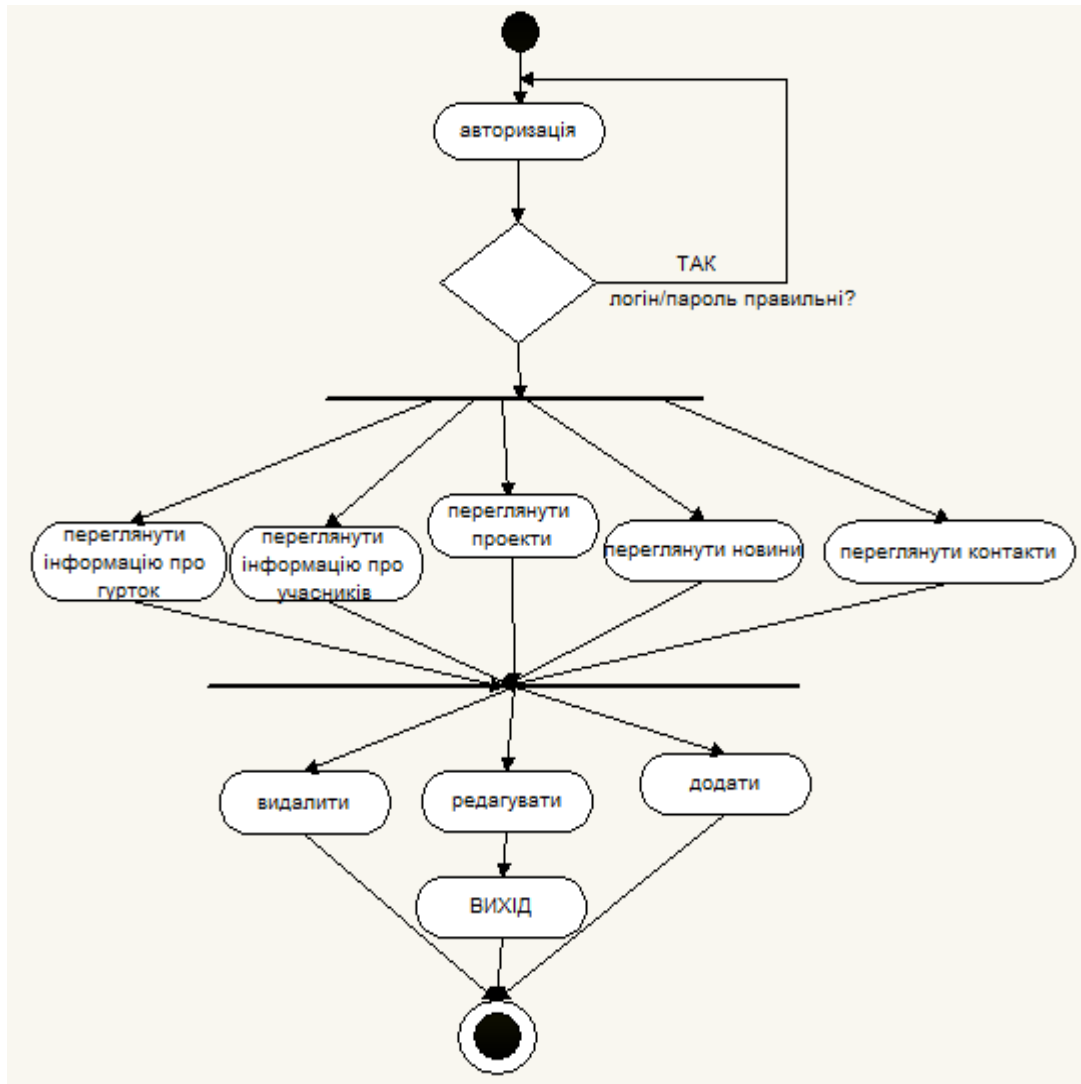 авторизація
ТАК
логін/пароль правильні?
переглянути
інформацію про
гурток
переглянути
інформацію про
учасників
переглянути
проекти
переглянути новини
переглянути контакти
видалити
редагувати
додати
ВИХІД